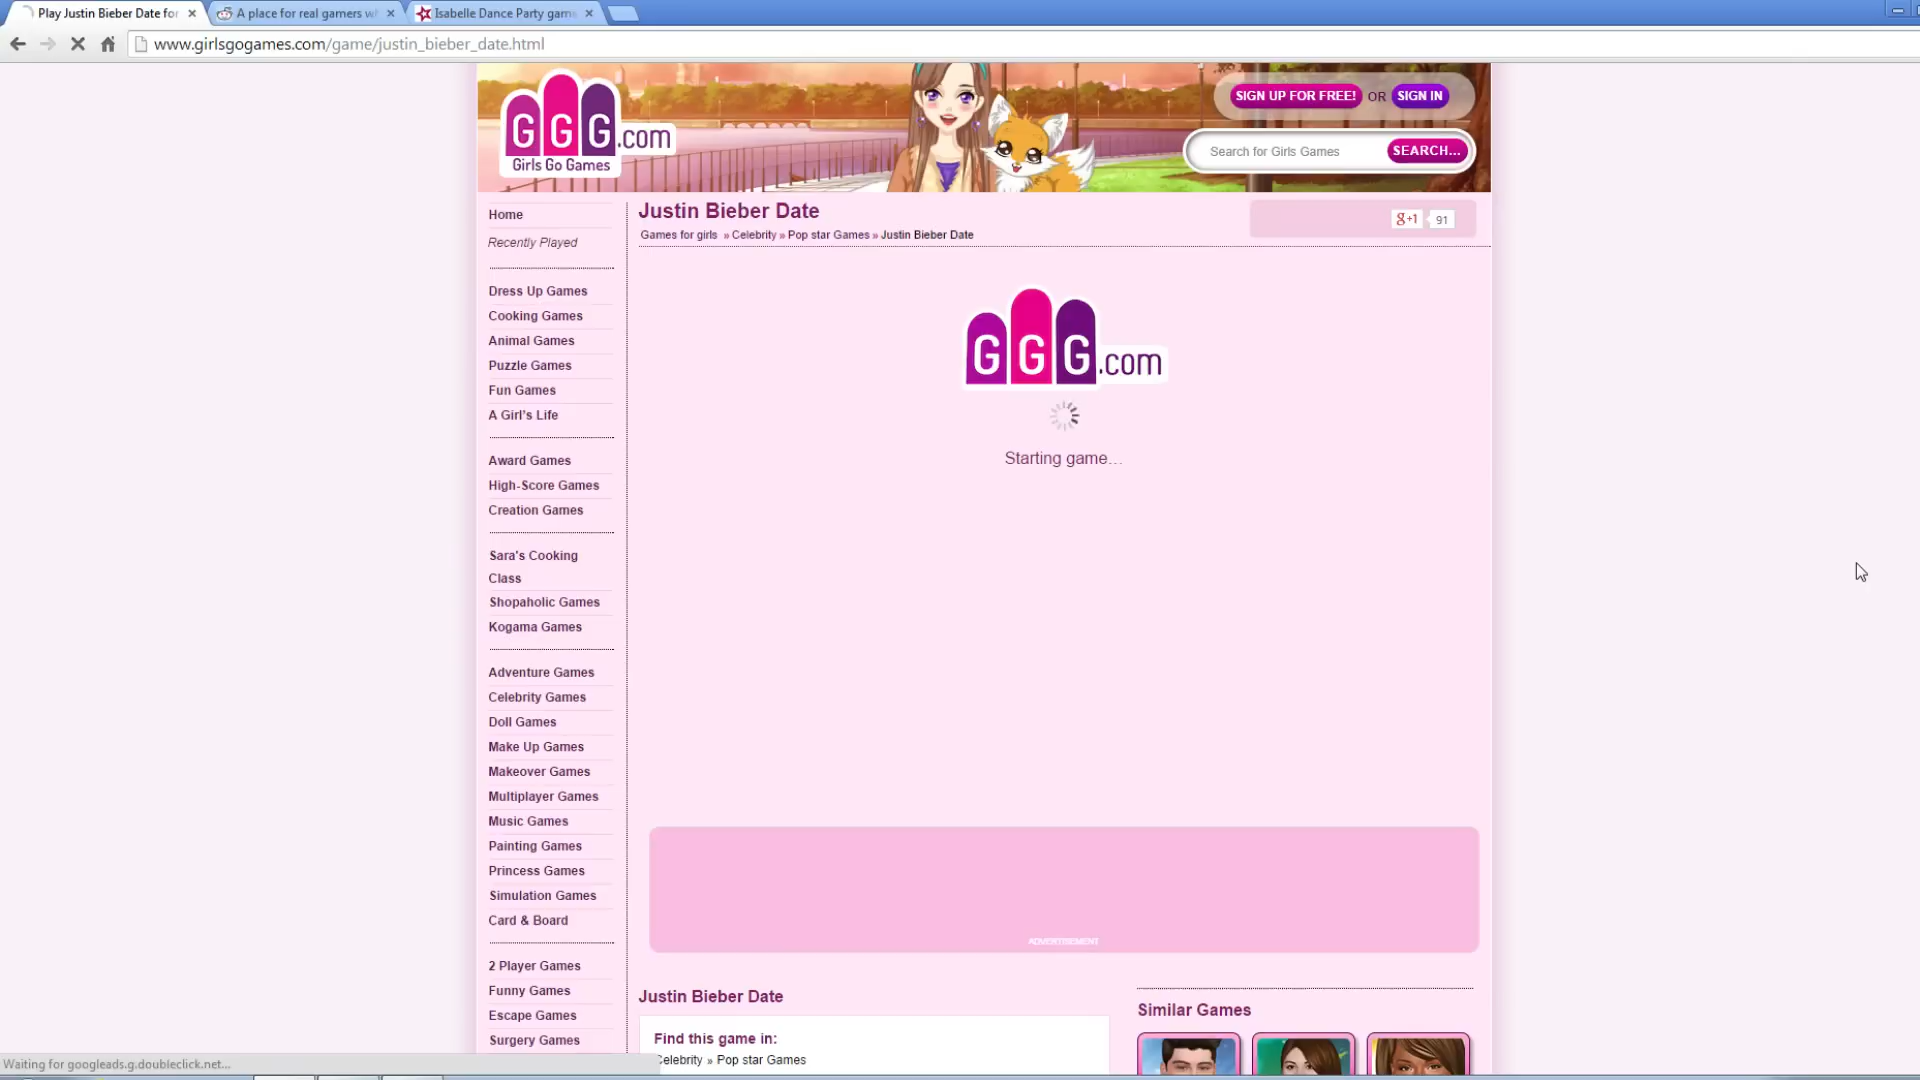 Play Justin Bieber Date for
A place for real gamers w
Isabelle Dance Party gam
www.girlsgogames.com/game/justin_bieber_date.html
GGG.com
Girls Go Games
SIGN UP FOR FREE! OR SIGN IN
Search for Girls Games SEARCH...
Home
Recently Played
Dress Up Games
Cooking Games
Animal Games
Puzzle Games
Fun Games
A Girl's Life
Award Games
High-Score Games
Creation Games
Sara's Cooking
Class
Shopaholic Games
Kogama Games
Adventure Games
Celebrity Games
Doll Games
Make Up Games
Makeover Games
Multiplayer Games
Music Games
Painting Games
Princess Games
Simulation Games
Card & Board
2 Player Games
Funny Games
Escape Games
Surgery Games
Justin Bieber Date
Games for girls » Celebrity » Pop star Games » Justin Bieber Date
g+1 91
GGG.com
Starting game...
ADVERTISEMENT
Justin Bieber Date
Find this game in:
Celebrity » Pop star Games
Similar Games
Waiting for googleads.g.doubleclick.net...